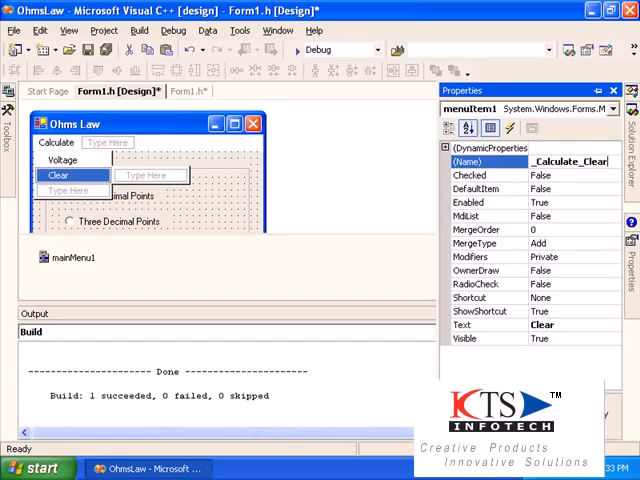 OhmsLaw - Microsoft Visual C++ [design] - Form1.h [Design]*
File Edit View Project Build Debug Data Tools Window Help
Debug
Start Page Form1.h [Design]* Form1.h*
Toolbox
Ohms Law
Calculate Type Here
Voltage
Clear Type Here
Type Here imal Points
Three Decimal Points
mainMenu1
Output
Build
---------------------- Done ----------------------
Build: 1 succeeded, 0 failed, 0 skipped
Properties
menuItem1 System.Windows.Forms.M
(DynamicProperties
(Name) _Calculate_Clear
Checked False
DefaultItem False
Enabled True
MdiList False
MergeOrder 0
MergeType Add
Modifiers Private
OwnerDraw False
RadioCheck False
Shortcut None
ShowShortcut True
Text Clear
Visible True
Solution Explorer
Properties
KTS™
INFOTECH
Creative Products
Innovative Solutions
Ready
start OhmsLaw - Microsoft ... :33 PM